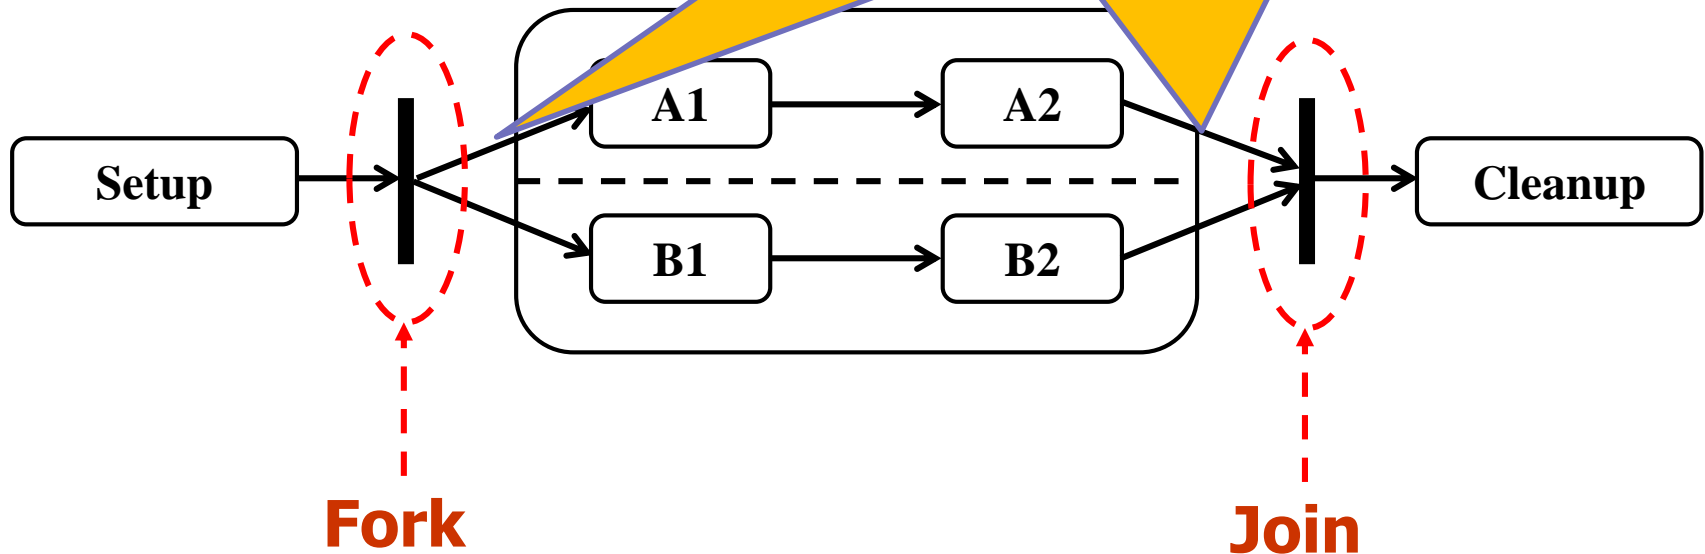 Setup
A1
A2
B1
B2
Cleanup
Fork
Join